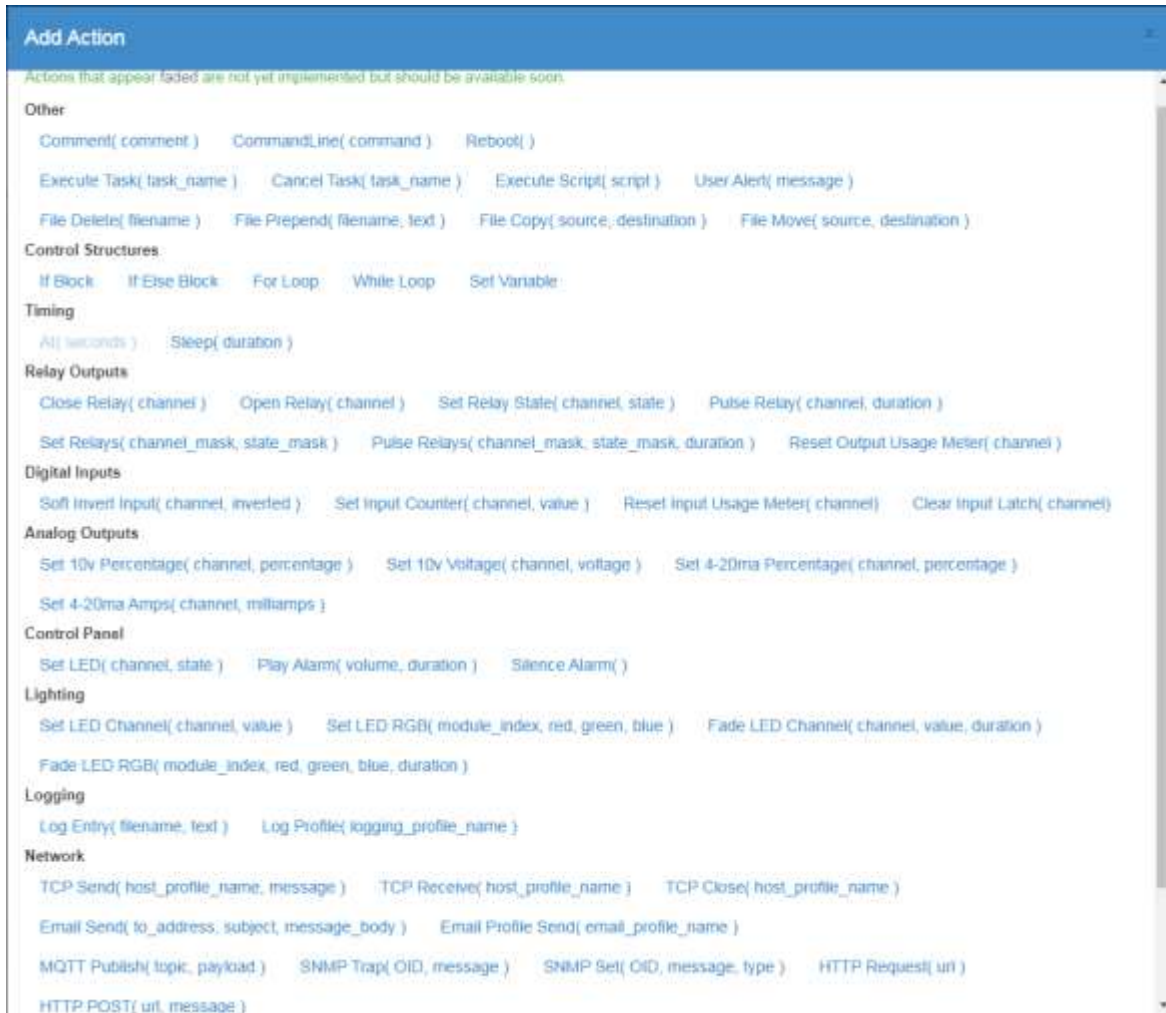 Add Action
Actions that appear faded are not yet implemented but should be available soon.
Other
Comment( comment ) CommandLine( command ) Reboot( )
Execute Task( task_name ) Cancel Task( task_name ) Execute Script( script ) User Alert( message )
File Delete( filename ) File Prepend( filename, text ) File Copy( source, destination ) File Move( source, destination )
Control Structures
If Block If Else Block For Loop While Loop Set Variable
Timing
At( seconds ) Sleep( duration )
Relay Outputs
Close Relay( channel ) Open Relay( channel ) Set Relay State( channel, state ) Pulse Relay( channel, duration )
Set Relays( channel_mask, state_mask ) Pulse Relays( channel_mask, state_mask, duration ) Reset Output Usage Meter( channel )
Digital Inputs
Soft Invert Input( channel, inverted ) Set Input Counter( channel, value ) Reset Input Usage Meter( channel) Clear Input Latch( channel)
Analog Outputs
Set 10v Percentage( channel, percentage ) Set 10v Voltage( channel, voltage ) Set 4-20ma Percentage( channel, percentage )
Set 4-20ma Amps( channel, milliamps )
Control Panel
Set LED( channel, state ) Play Alarm( volume, duration ) Silence Alarm( )
Lighting
Set LED Channel( channel, value ) Set LED RGB( module_index, red, green, blue ) Fade LED Channel( channel, value, duration )
Fade LED RGB( module_index, red, green, blue, duration )
Logging
Log Entry( filename, text ) Log Profile( logging_profile_name )
Network
TCP Send( host_profile_name, message ) TCP Receive( host_profile_name ) TCP Close( host_profile_name )
Email Send( to_address, subject, message_body ) Email Profile Send( email_profile_name )
MQTT Publish( topic, payload ) SNMP Trap( OID, message ) SNMP Set( OID, message, type ) HTTP Request( url )
HTTP POST( url, message )